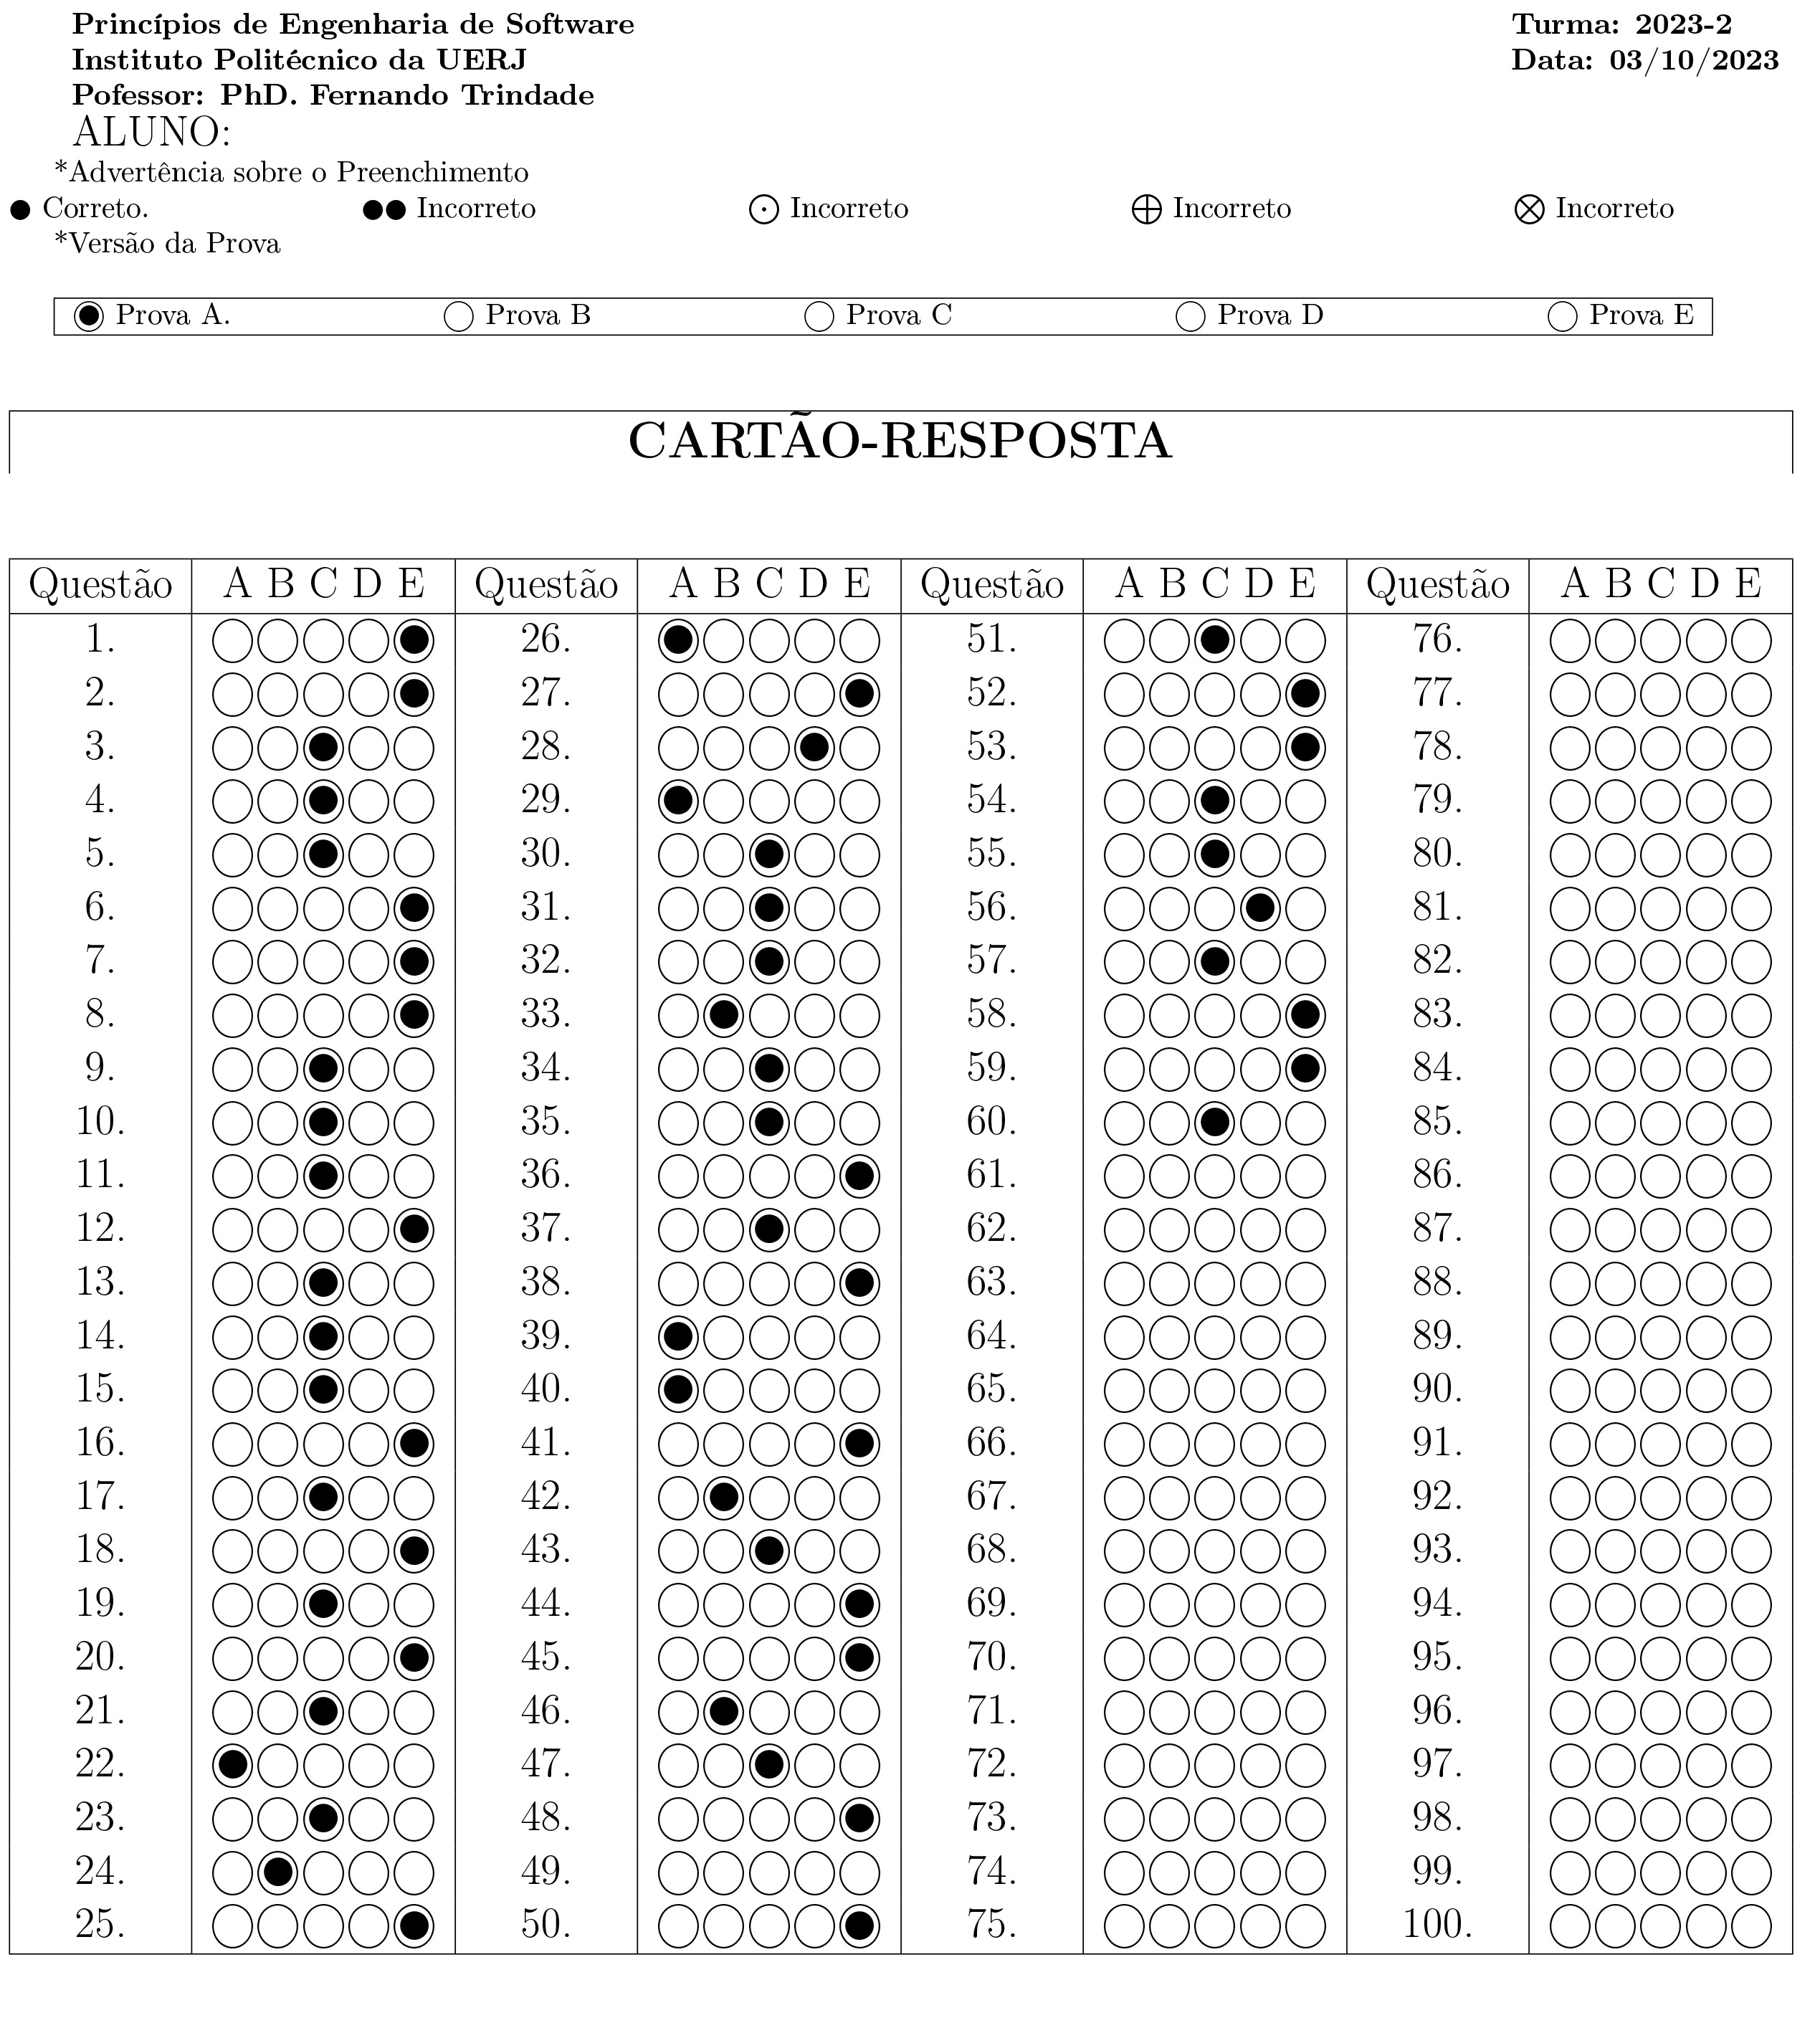 Princípios de Engenharia de Software Turma: 2023-2
Instituto Politécnico da UERJ Data: 03/10/2023
Pofessor: PhD. Fernando Trindade
ALUNO:
*Advertência sobre o Preenchimento
Correto. Incorreto Incorreto Incorreto Incorreto
*Versão da Prova
Prova A. Prova B Prova C Prova D Prova E
CARTÃO-RESPOSTA
Questão A B C D E Questão A B C D E Questão A B C D E Questão A B C D E
1. 26. 51. 76.
2. 27. 52. 77.
3. 28. 53. 78.
4. 29. 54. 79.
5. 30. 55. 80.
6. 31. 56. 81.
7. 32. 57. 82.
8. 33. 58. 83.
9. 34. 59. 84.
10. 35. 60. 85.
11. 36. 61. 86.
12. 37. 62. 87.
13. 38. 63. 88.
14. 39. 64. 89.
15. 40. 65. 90.
16. 41. 66. 91.
17. 42. 67. 92.
18. 43. 68. 93.
19. 44. 69. 94.
20. 45. 70. 95.
21. 46. 71. 96.
22. 47. 72. 97.
23. 48. 73. 98.
24. 49. 74. 99.
25. 50. 75. 100.